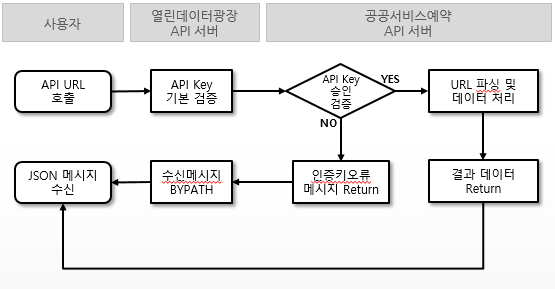 사용자
열린데이터광장
API 서버
공공서비스예약
API 서버
API URL
호출
API Key
기본 검증
API Key
승인
검증
YES
NO
URL 파싱 및
데이터 처리
JSON 메시지
수신
수신메시지
BYPATH
인증키오류
메시지 Return
결과 데이터
Return